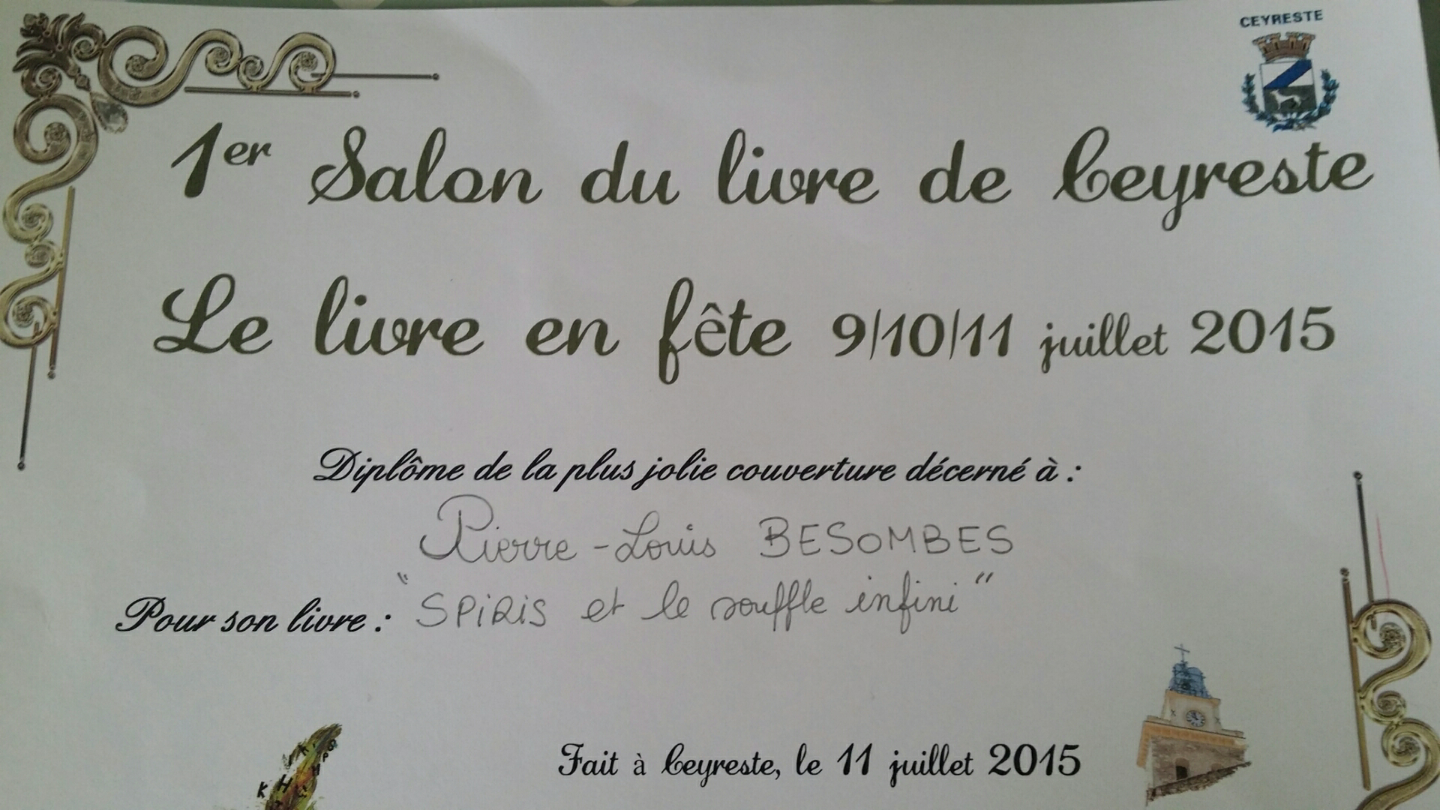 CEYRESTE
1er Salon du livre de Ceyreste
Le livre en fête 9/10/11 juillet 2015
Diplôme de la plus jolie couverture décerné à :
Pierre-Louis BESOMBES
Pour son livre : "SPIRIS et le souffle infini"
Fait à Ceyreste, le 11 juillet 2015